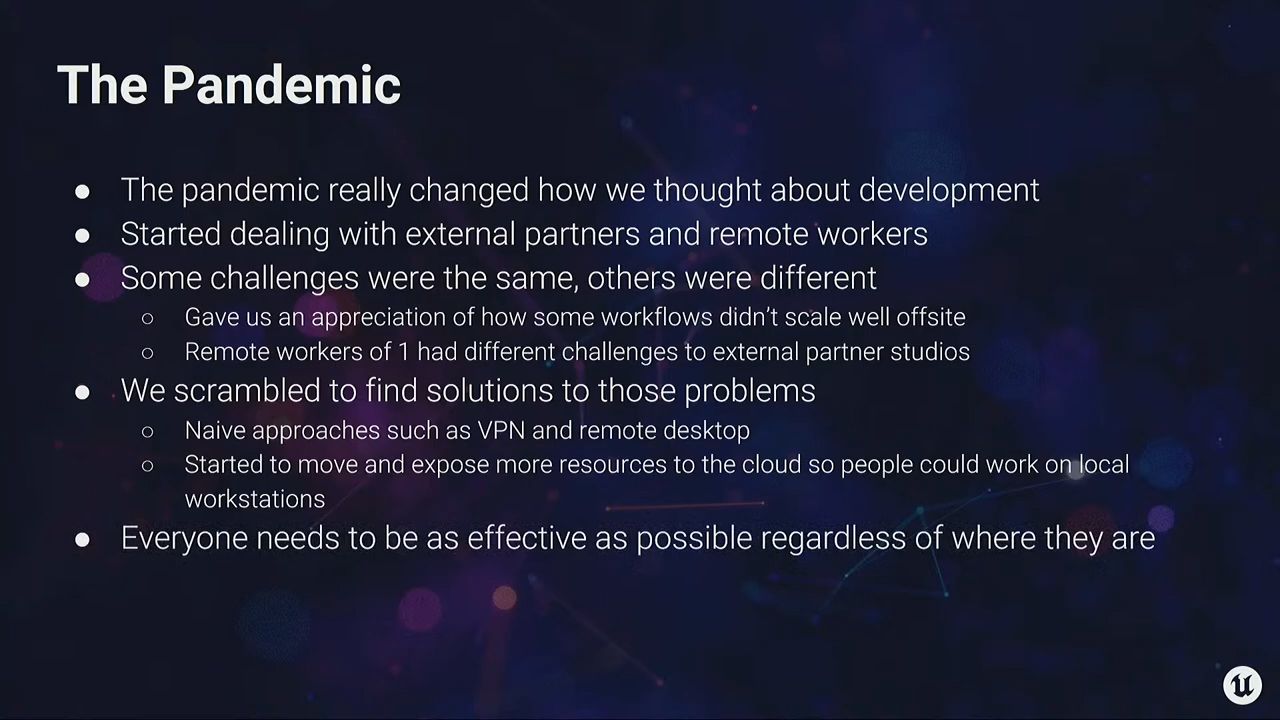 The Pandemic
● The pandemic really changed how we thought about development
● Started dealing with external partners and remote workers
● Some challenges were the same, others were different
○ Gave us an appreciation of how some workflows didn't scale well offsite
○ Remote workers of 1 had different challenges to external partner studios
● We scrambled to find solutions to those problems
○ Naive approaches such as VPN and remote desktop
○ Started to move and expose more resources to the cloud so people could work on local
workstations
● Everyone needs to be as effective as possible regardless of where they are